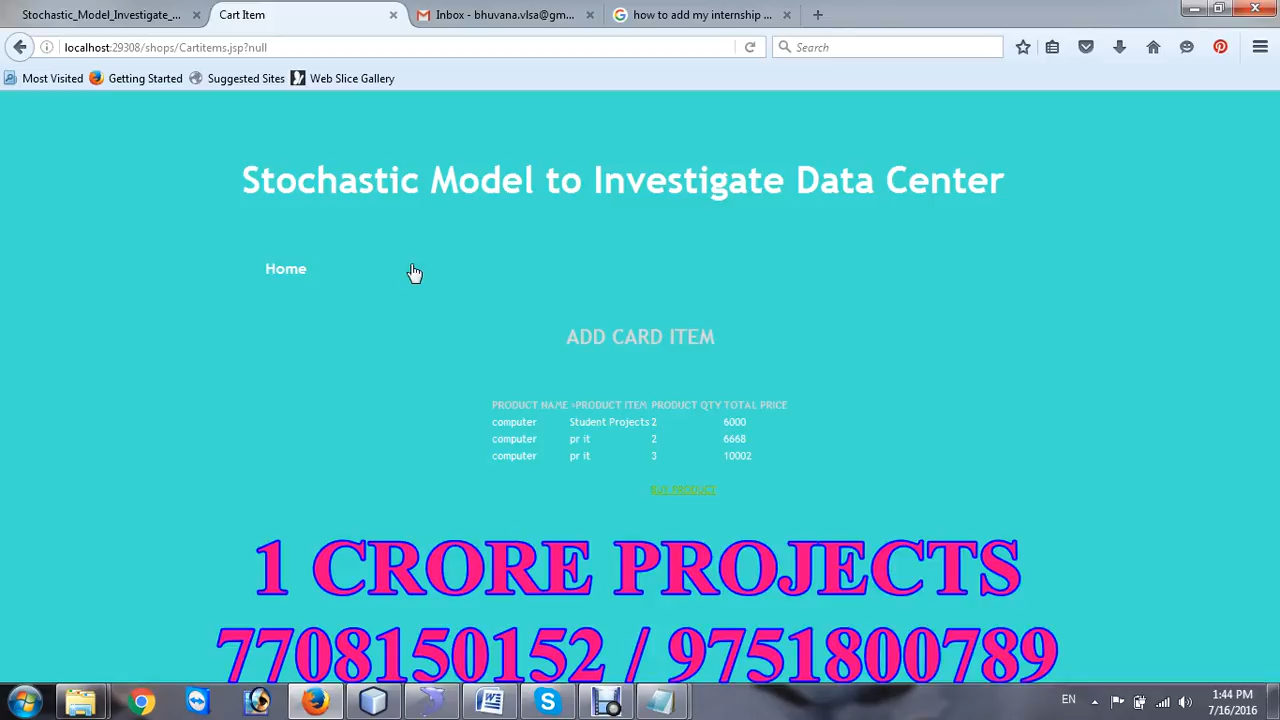 Stochastic_Model_Investigate_... Cart Item Inbox - bhuvana.vlsa@gm... how to add my internship ...
localhost:29308/shops/Cartitems.jsp?null Search
Most Visited Getting Started Suggested Sites Web Slice Gallery
Stochastic Model to Investigate Data Center
Home
ADD CARD ITEM
PRODUCT NAME >PRODUCT ITEM PRODUCT QTY TOTAL PRICE
computer Student Projects 2 6000
computer pr it 2 6668
computer pr it 3 10002
BUY PRODUCT
1 CRORE PROJECTS
7708150152 / 9751800789
EN 1:44 PM
7/16/2016